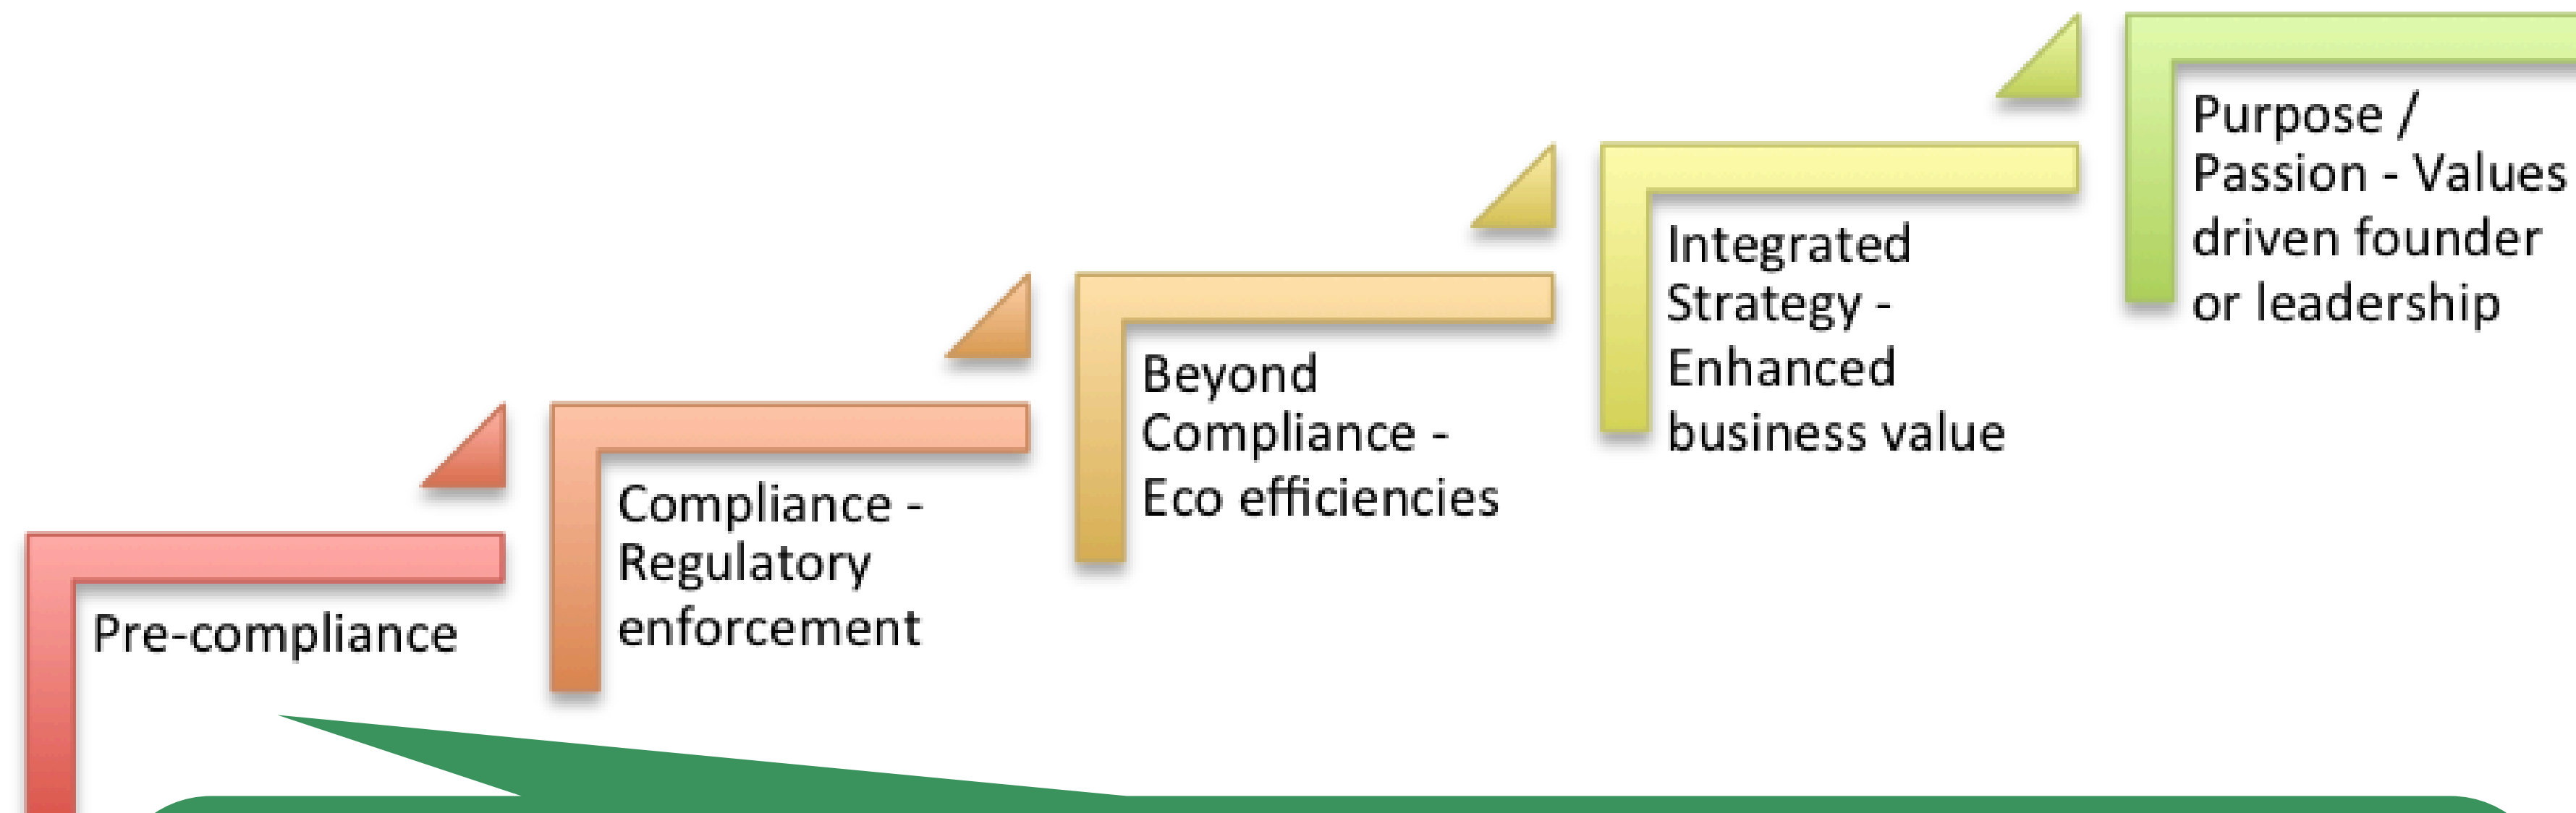 Pre-compliance
Compliance -
Regulatory
enforcement
Beyond
Compliance -
Eco efficiencies
Integrated
Strategy -
Enhanced
business value
Purpose /
Passion - Values
driven founder
or leadership